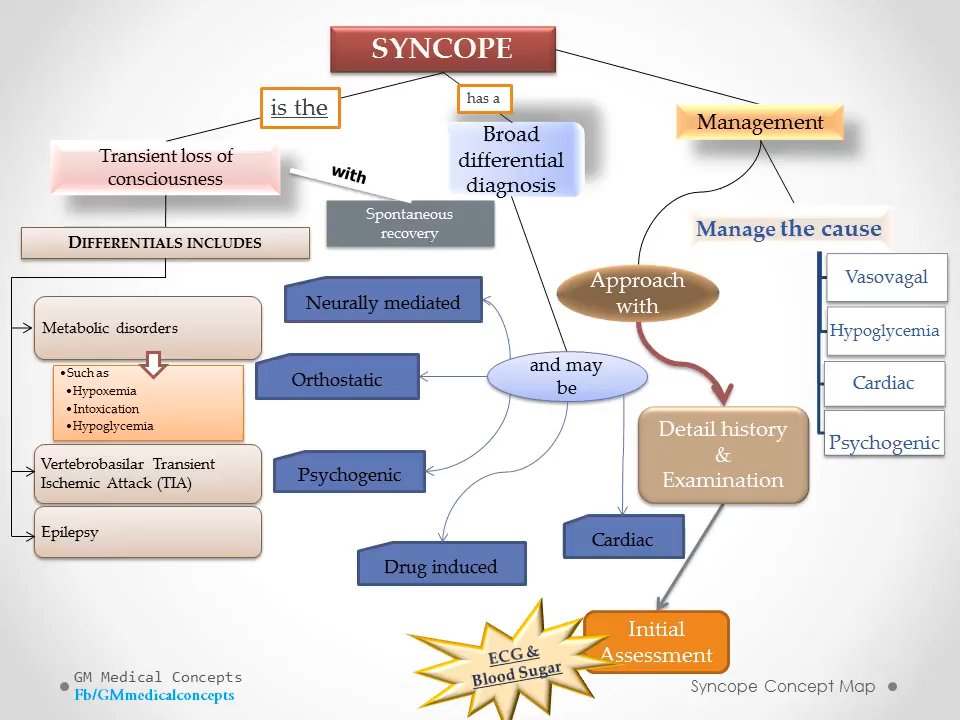 SYNCOPE
is the
has a
Management
Broad
differential
diagnosis
Transient loss of
consciousness
with
Spontaneous
recovery
Manage the cause
DIFFERENTIALS INCLUDES
Vasovagal
Hypoglycemia
Cardiac
Psychogenic
Approach
with
Neurally mediated
Orthostatic
Psychogenic
Drug induced
Cardiac
and may
be
Metabolic disorders
•Such as
•Hypoxemia
•Intoxication
•Hypoglycemia
Vertebrobasilar Transient
Ischemic Attack (TIA)
Epilepsy
Detail history
&
Examination
Initial
Assessment
ECG &
Blood Sugar
GM Medical Concepts
Fb/GMmedicalconcepts
Syncope Concept Map